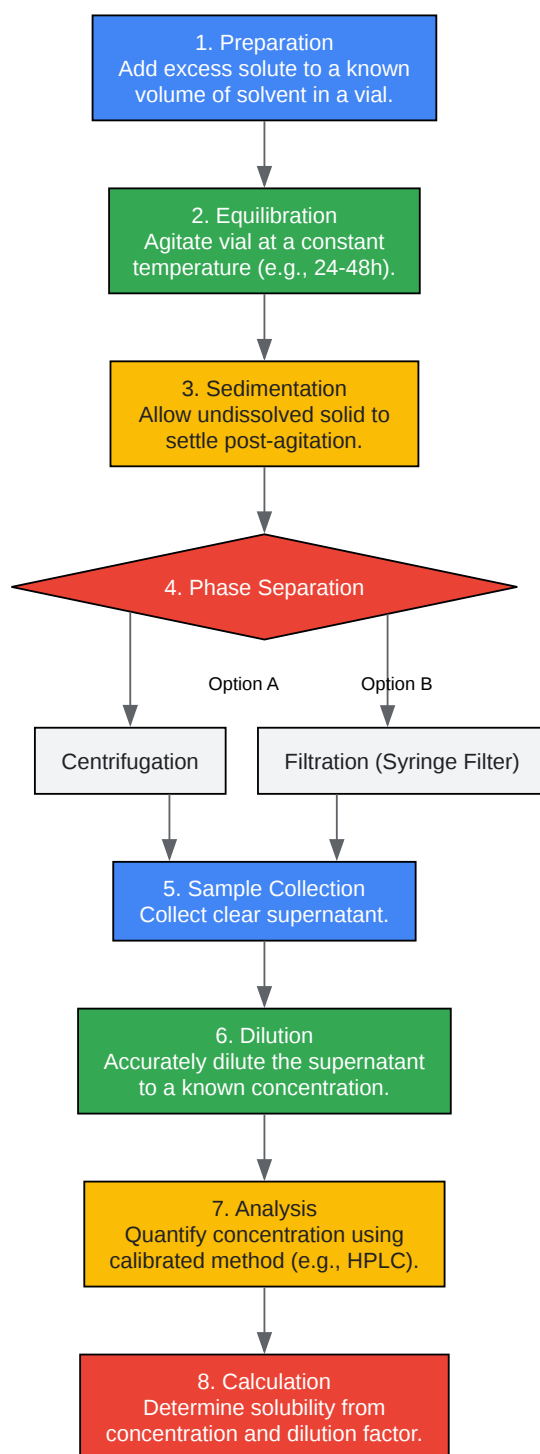 1. Preparation
Add excess solute to a known
volume of solvent in a vial.
2. Equilibration
Agitate vial at a constant
temperature (e.g., 24-48h).
3. Sedimentation
Allow undissolved solid to
settle post-agitation.
4. Phase Separation
Option A
Option B
Centrifugation
Filtration (Syringe Filter)
5. Sample Collection
Collect clear supernatant.
6. Dilution
Accurately dilute the supernatant
to a known concentration.
7. Analysis
Quantify concentration using
calibrated method (e.g., HPLC).
8. Calculation
Determine solubility from
concentration and dilution factor.